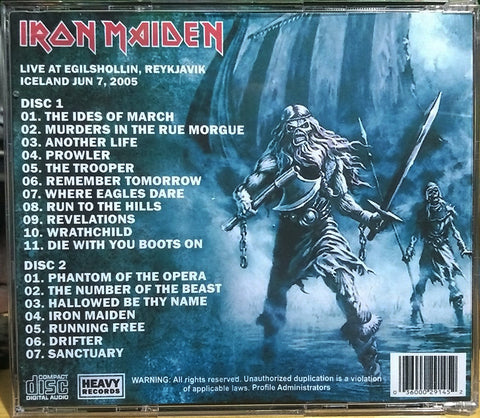 IRON MAIDEN
LIVE AT EGILSHOLLIN, REYKJAVIK
ICELAND JUN 7, 2005
DISC 1
01. THE IDES OF MARCH
02. MURDERS IN THE RUE MORGUE
03. ANOTHER LIFE
04. PROWLER
05. THE TROOPER
06. REMEMBER TOMORROW
07. WHERE EAGLES DARE
08. RUN TO THE HILLS
09. REVELATIONS
10. WRATHCHILD
11. DIE WITH YOU BOOTS ON
DISC 2
01. PHANTOM OF THE OPERA
02. THE NUMBER OF THE BEAST
03. HALLOWED BE THY NAME
04. IRON MAIDEN
05. RUNNING FREE
06. DRIFTER
07. SANCTUARY
COMPACT
disc
DIGITAL AUDIO
HEAVY
RECORDS
WARNING: All rights reserved. Unauthorized duplication is a violation
of applicable laws. Profile Administrators
0 36000 29145 2